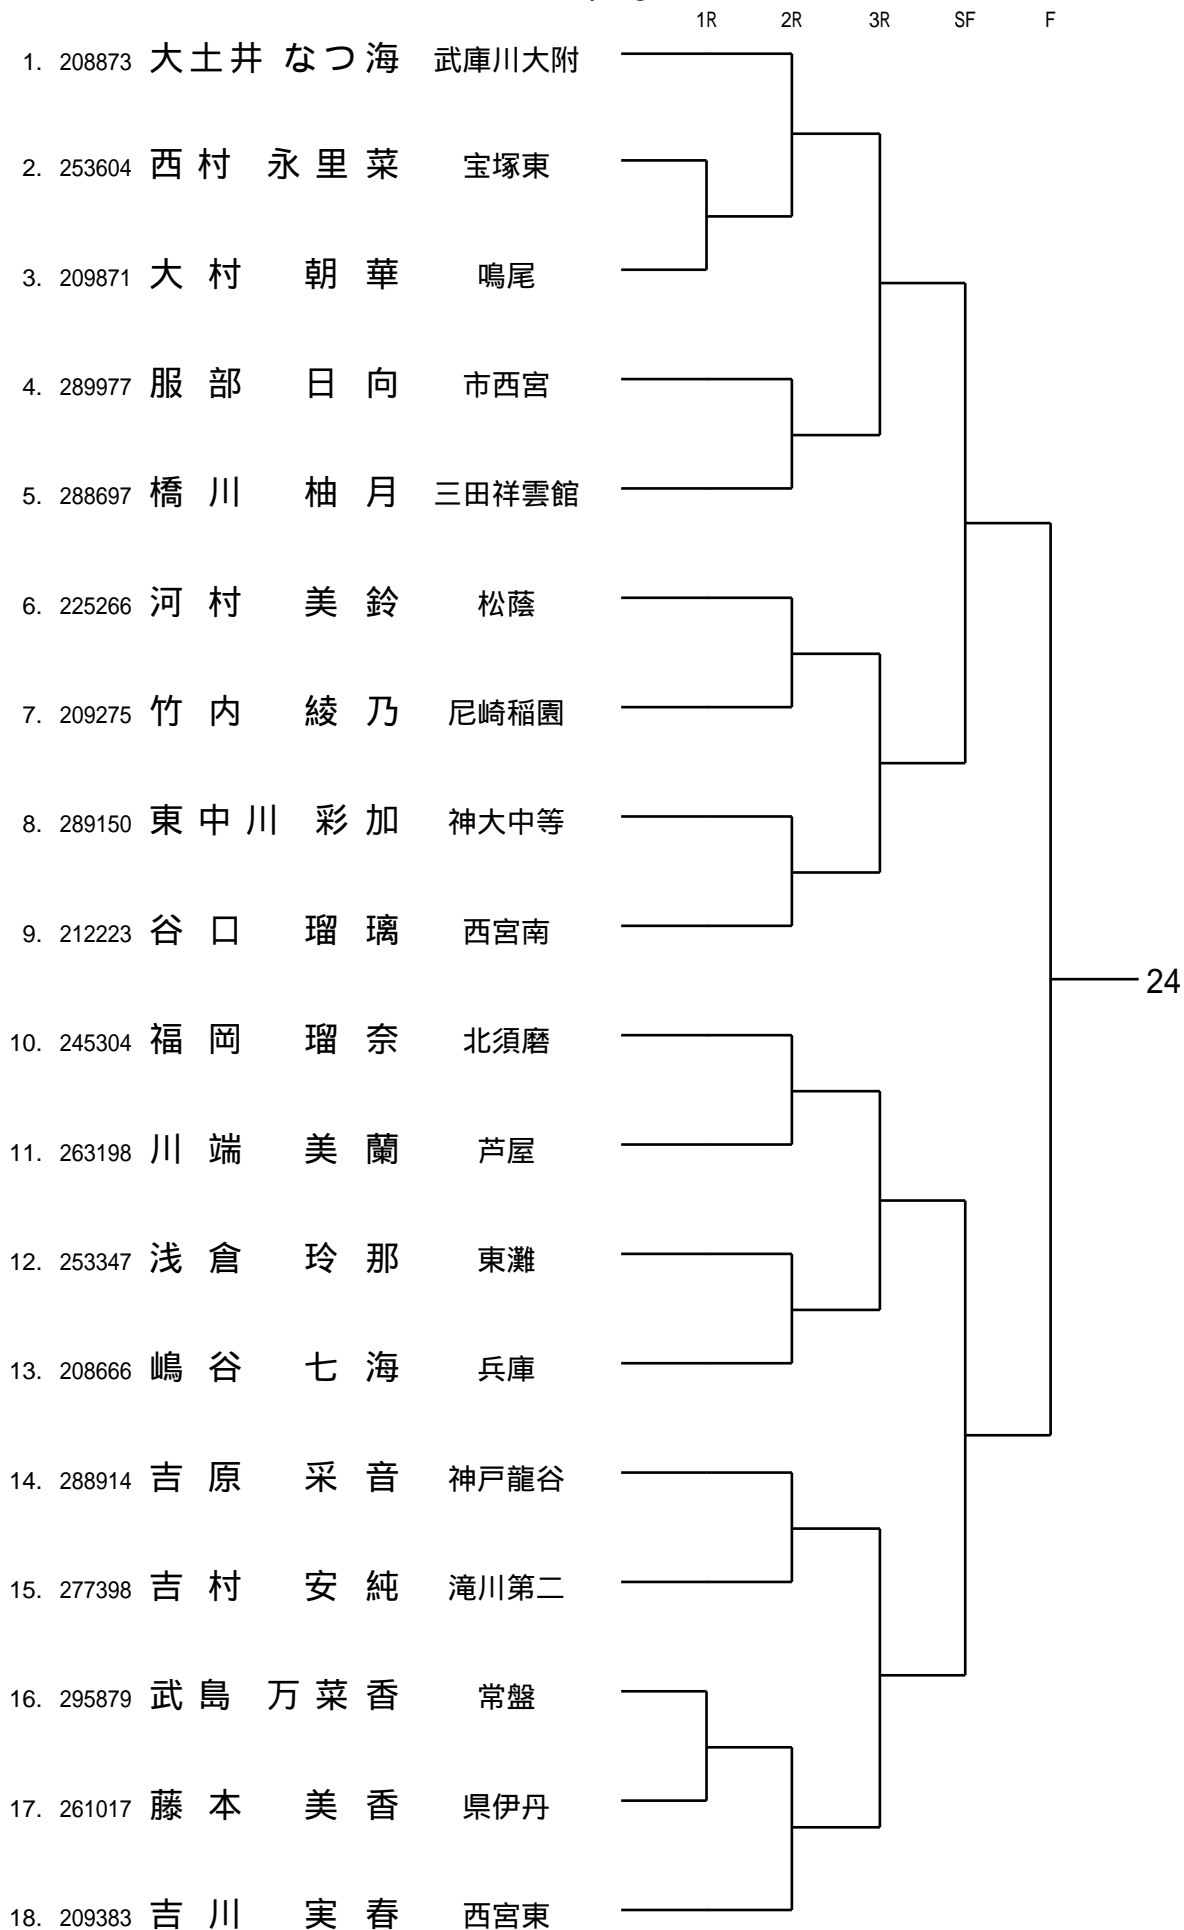 1R 2R 3R SF F
1. 208873 大土井 なつ海 武庫川大附
2. 253604 西村 永里菜 宝塚東
3. 209871 大村 朝華 鳴尾
4. 289977 服部 日向 市西宮
5. 288697 橋川 柚月 三田祥雲館
6. 225266 河村 美鈴 松蔭
7. 209275 竹内 綾乃 尼崎稲園
8. 289150 東中川 彩加 神大中等
9. 212223 谷口 瑠璃 西宮南
24
10. 245304 福岡 瑠奈 北須磨
11. 263198 川端 美蘭 芦屋
12. 253347 浅倉 玲那 東灘
13. 208666 嶋谷 七海 兵庫
14. 288914 吉原 采音 神戸龍谷
15. 277398 吉村 安純 滝川第二
16. 295879 武島 万菜香 常盤
17. 261017 藤本 美香 県伊丹
18. 209383 吉川 実春 西宮東